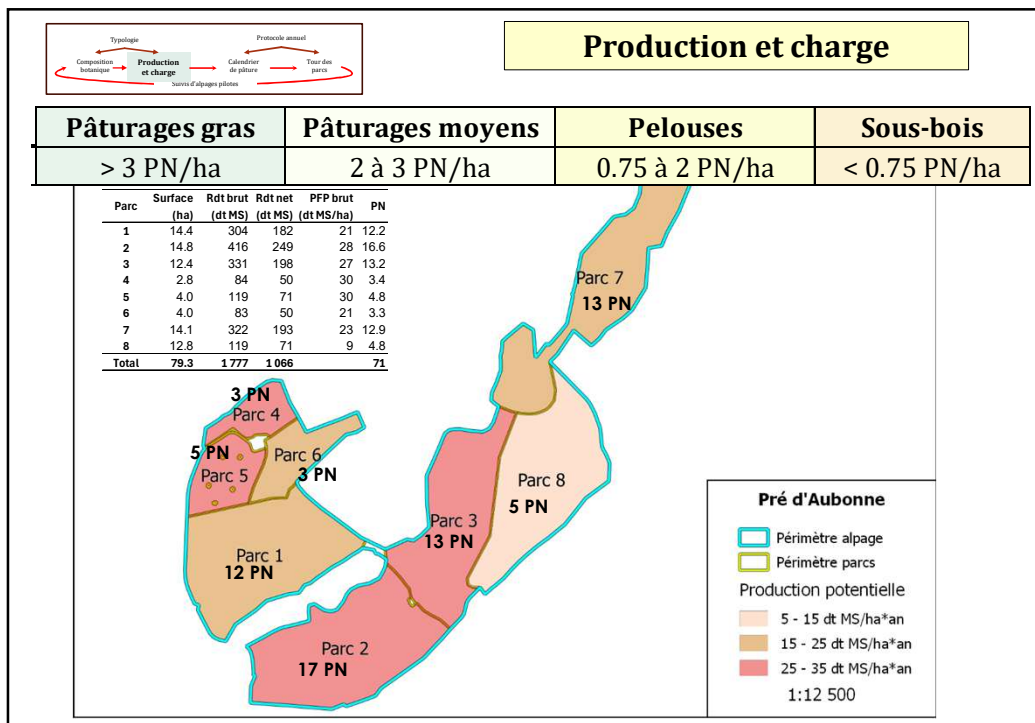 Typologie
Protocole annuel
Composition
botanique
Production
et charge
Calendrier
de pâture
Tour des
parcs
Suivis d'alpages pilotes
Production et charge
Pâturages gras Pâturages moyens Pelouses Sous-bois
> 3 PN/ha 2 à 3 PN/ha 0.75 à 2 PN/ha < 0.75 PN/ha
Parc Surface Rdt brut Rdt net PFP brut PN
(ha) (dt MS) (dt MS) (dt MS/ha)
1 14.4 304 182 21 12.2
2 14.8 416 249 28 16.6
3 12.4 331 198 27 13.2
4 2.8 84 50 30 3.4
5 4.0 119 71 30 4.8
6 4.0 83 50 21 3.3
7 14.1 322 193 23 12.9
8 12.8 119 71 9 4.8
Total 79.3 1 777 1 066 71
Parc 7
13 PN
3 PN
Parc 4
5 PN
Parc 5
Parc 6
3 PN
Parc 8
5 PN
Parc 3
13 PN
Parc 1
12 PN
Parc 2
17 PN
Pré d'Aubonne
Périmètre alpage
Périmètre parcs
Production potentielle
5 - 15 dt MS/ha*an
15 - 25 dt MS/ha*an
25 - 35 dt MS/ha*an
1:12 500